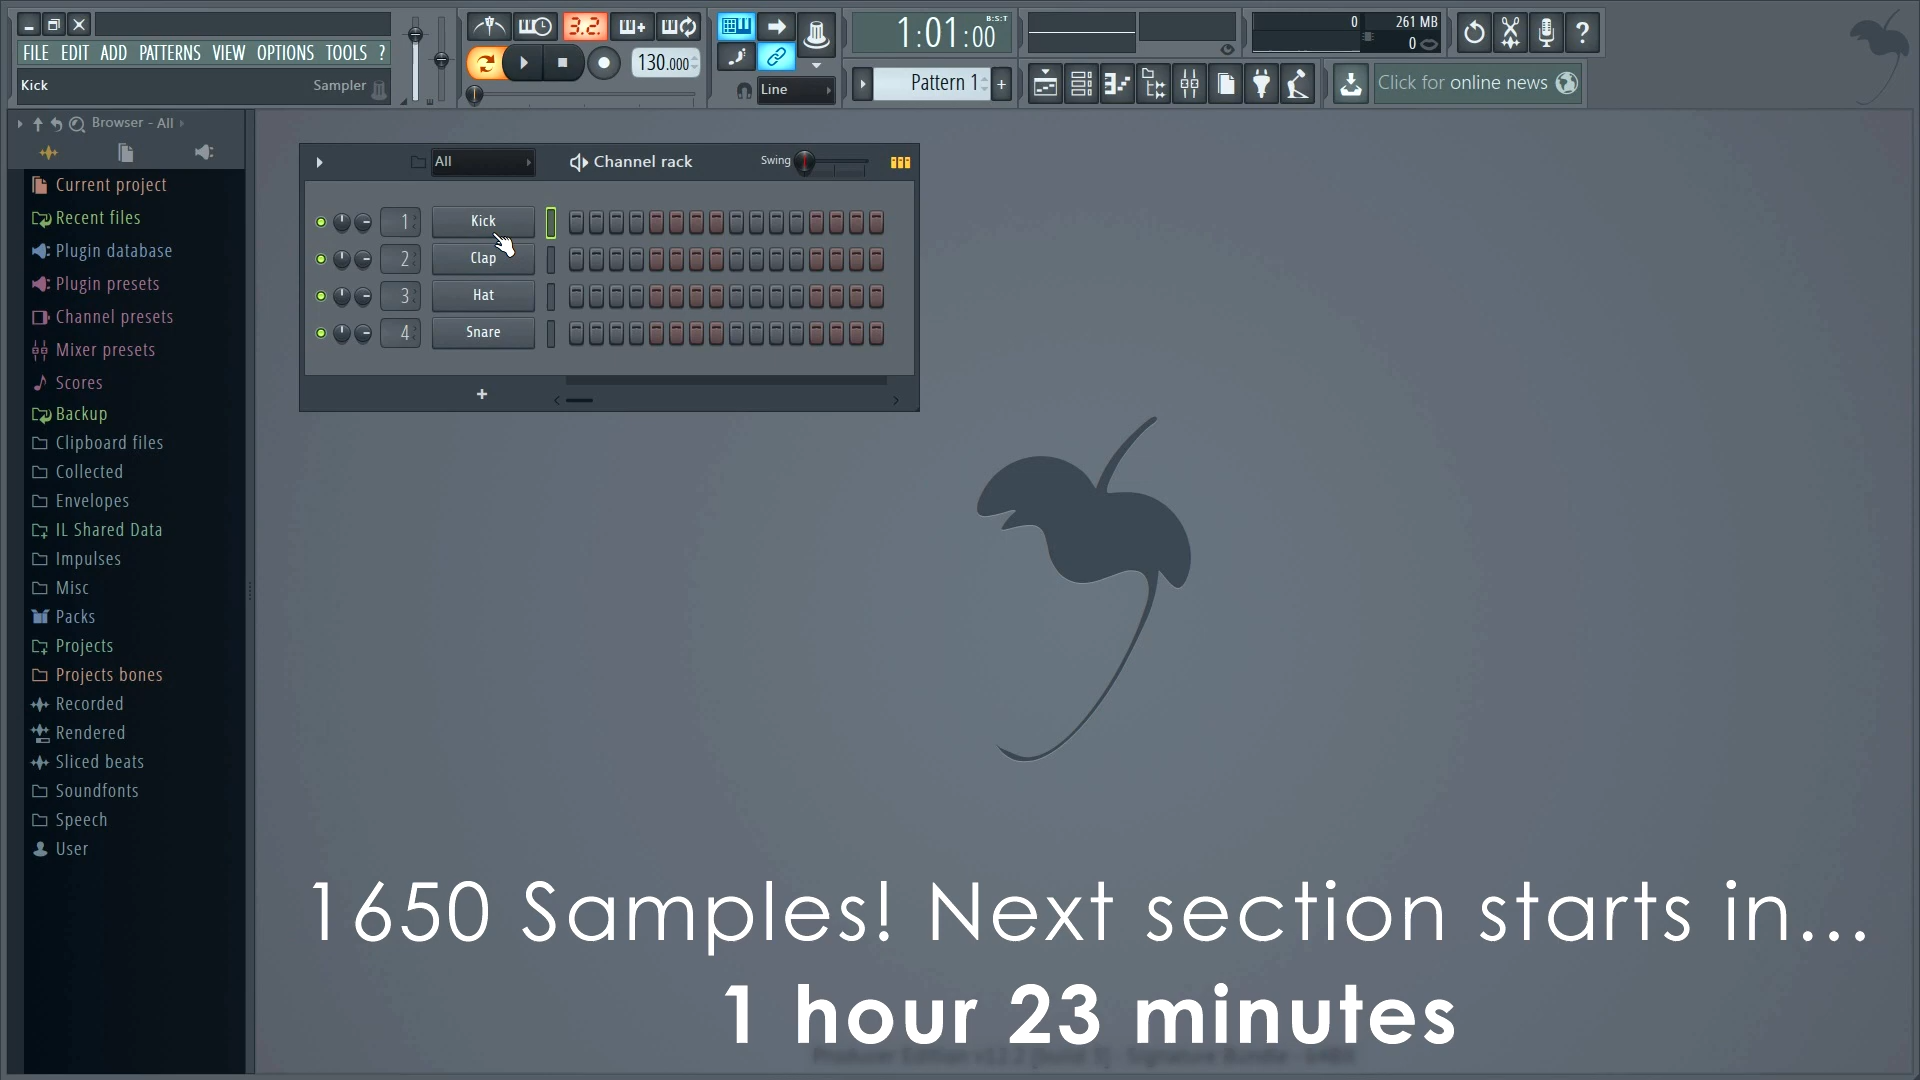 FILE EDIT ADD PATTERNS VIEW OPTIONS TOOLS ?
Kick Sampler
3.2.
130.000
Line
1:01:00
B:S:T
Pattern 1
+
0
261 MB
0
?
Click for online news
Browser - All
Current project
Recent files
Plugin database
Plugin presets
Channel presets
Mixer presets
Scores
Backup
Clipboard files
Collected
Envelopes
IL Shared Data
Impulses
Misc
Packs
Projects
Projects bones
Recorded
Rendered
Sliced beats
Soundfonts
Speech
User
All
Channel rack
Swing
1 Kick
2 Clap
3 Hat
4 Snare
+
1650 Samples! Next section starts in...
1 hour 23 minutes